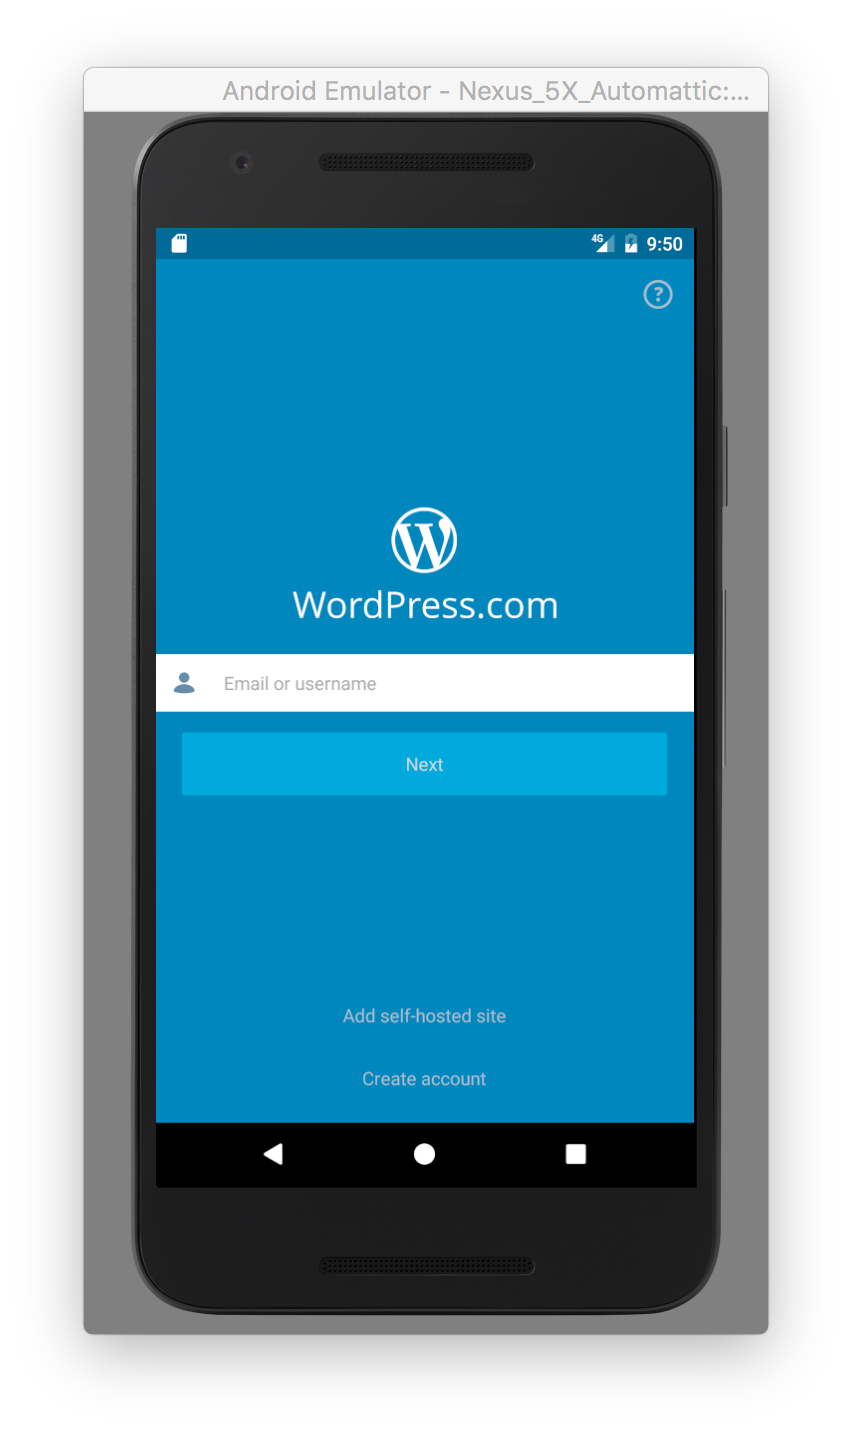 Android Emulator - Nexus_5X_Automattic:...
4G 9:50
?
W
WordPress.com
Email or username
Next
Add self-hosted site
Create account